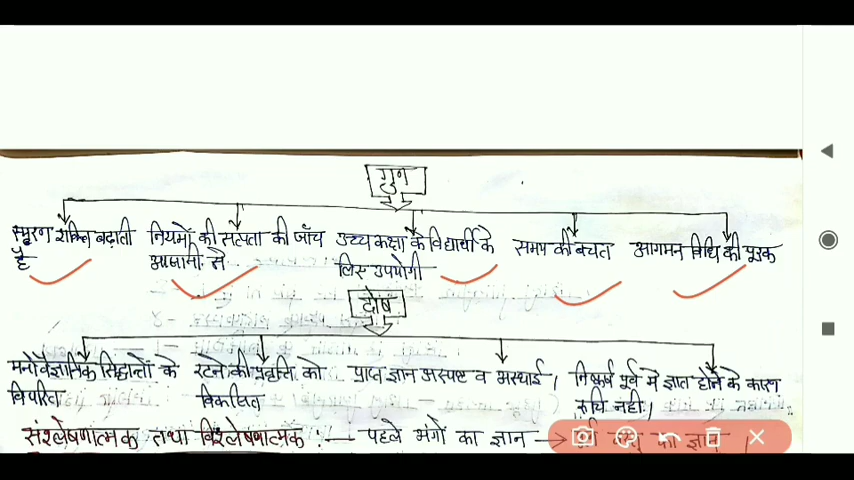 गुण
स्मरण शक्ति बढ़ाती है
नियमों की सत्यता की जाँच आसानी से
उच्च कक्षा के विद्यार्थी के लिए उपयोगी
समय की बचत
आगमन विधि की पूरक
दोष
मनोवैज्ञानिक सिद्धान्तों के विपरित
रटने की प्रवृत्ति को विकसित
प्राप्त ज्ञान अस्पष्ट व अस्थाई।
निष्कर्ष पूर्व में ज्ञात होने के कारण रुचि नहीं।
संश्लेषणात्मक तथा विश्लेषणात्मक :— पहले अंगों का ज्ञान → का ज्ञान।